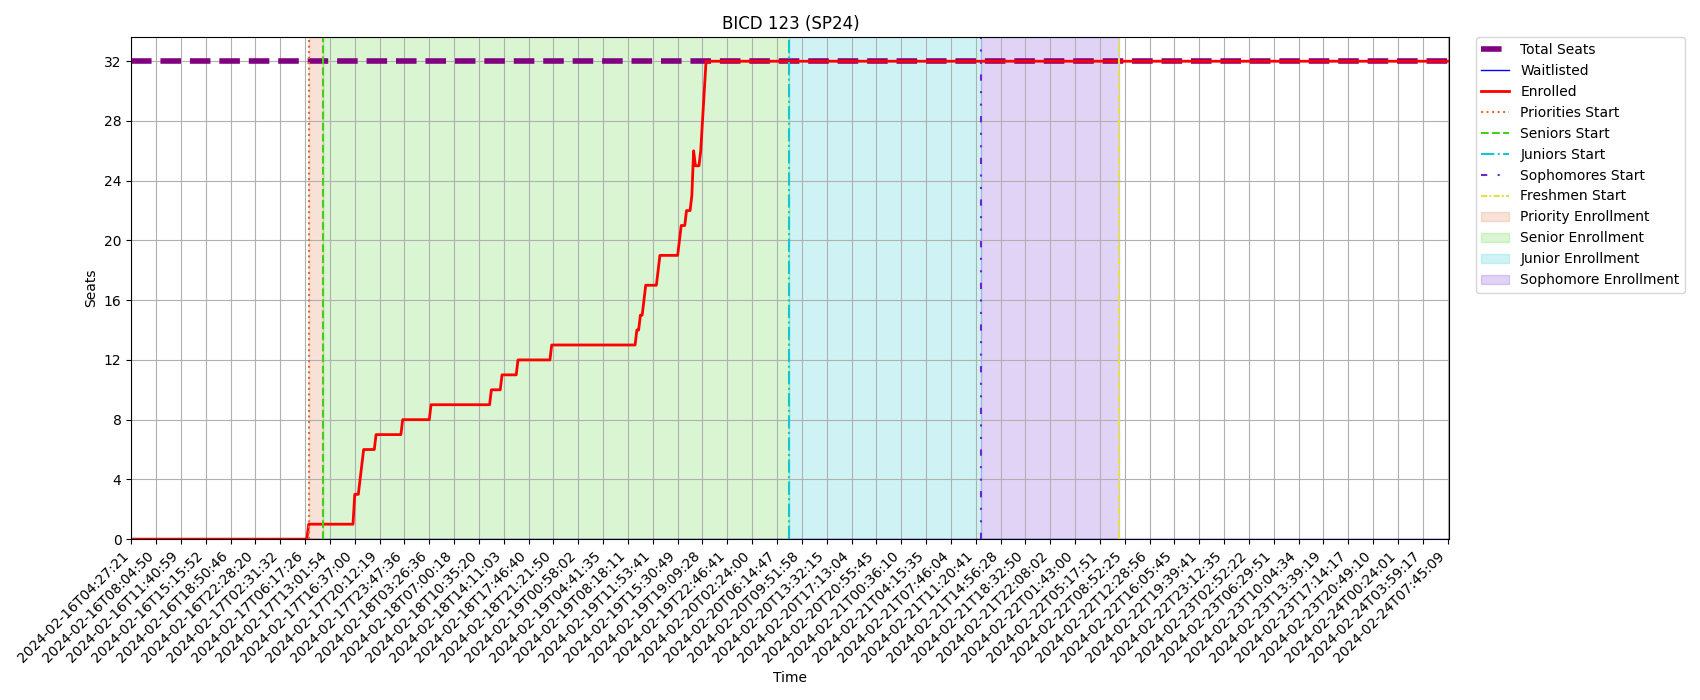 BICD 123 (SP24)
Seats
32
28
24
20
16
12
8
4
0
2024-02-16T04:27:21
2024-02-16T08:04:50
2024-02-16T11:40:59
2024-02-16T15:15:52
2024-02-16T18:50:46
2024-02-16T22:28:20
2024-02-17T02:31:32
2024-02-17T06:17:26
2024-02-17T13:01:54
2024-02-17T16:37:00
2024-02-17T20:12:19
2024-02-17T23:47:36
2024-02-18T03:26:36
2024-02-18T07:00:18
2024-02-18T10:35:20
2024-02-18T14:11:03
2024-02-18T17:46:40
2024-02-18T21:21:50
2024-02-19T00:58:02
2024-02-19T04:41:35
2024-02-19T08:18:11
2024-02-19T11:53:41
2024-02-19T15:30:49
2024-02-19T19:09:28
2024-02-19T22:46:41
2024-02-20T02:24:00
2024-02-20T06:14:47
2024-02-20T09:51:58
2024-02-20T13:32:15
2024-02-20T17:13:04
2024-02-20T20:55:45
2024-02-21T00:36:10
2024-02-21T04:15:35
2024-02-21T07:46:04
2024-02-21T11:20:41
2024-02-21T14:56:28
2024-02-21T18:32:50
2024-02-21T22:08:02
2024-02-22T01:43:00
2024-02-22T05:17:51
2024-02-22T08:52:25
2024-02-22T12:28:56
2024-02-22T16:05:45
2024-02-22T19:39:41
2024-02-22T23:12:35
2024-02-23T02:52:22
2024-02-23T06:29:51
2024-02-23T10:04:34
2024-02-23T13:39:19
2024-02-23T17:14:17
2024-02-23T20:49:10
2024-02-24T00:24:01
2024-02-24T03:59:17
2024-02-24T07:45:09
Time
Total Seats
Waitlisted
Enrolled
Priorities Start
Seniors Start
Juniors Start
Sophomores Start
Freshmen Start
Priority Enrollment
Senior Enrollment
Junior Enrollment
Sophomore Enrollment